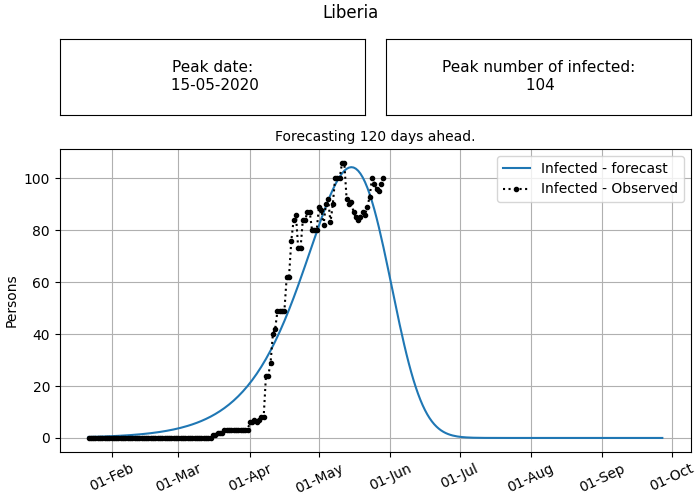 Liberia
Peak date:
15-05-2020
Peak number of infected:
104
Forecasting 120 days ahead.
Infected - forecast
Infected - Observed
Persons
100
80
60
40
20
0
01-Feb
01-Mar
01-Apr
01-May
01-Jun
01-Jul
01-Aug
01-Sep
01-Oct